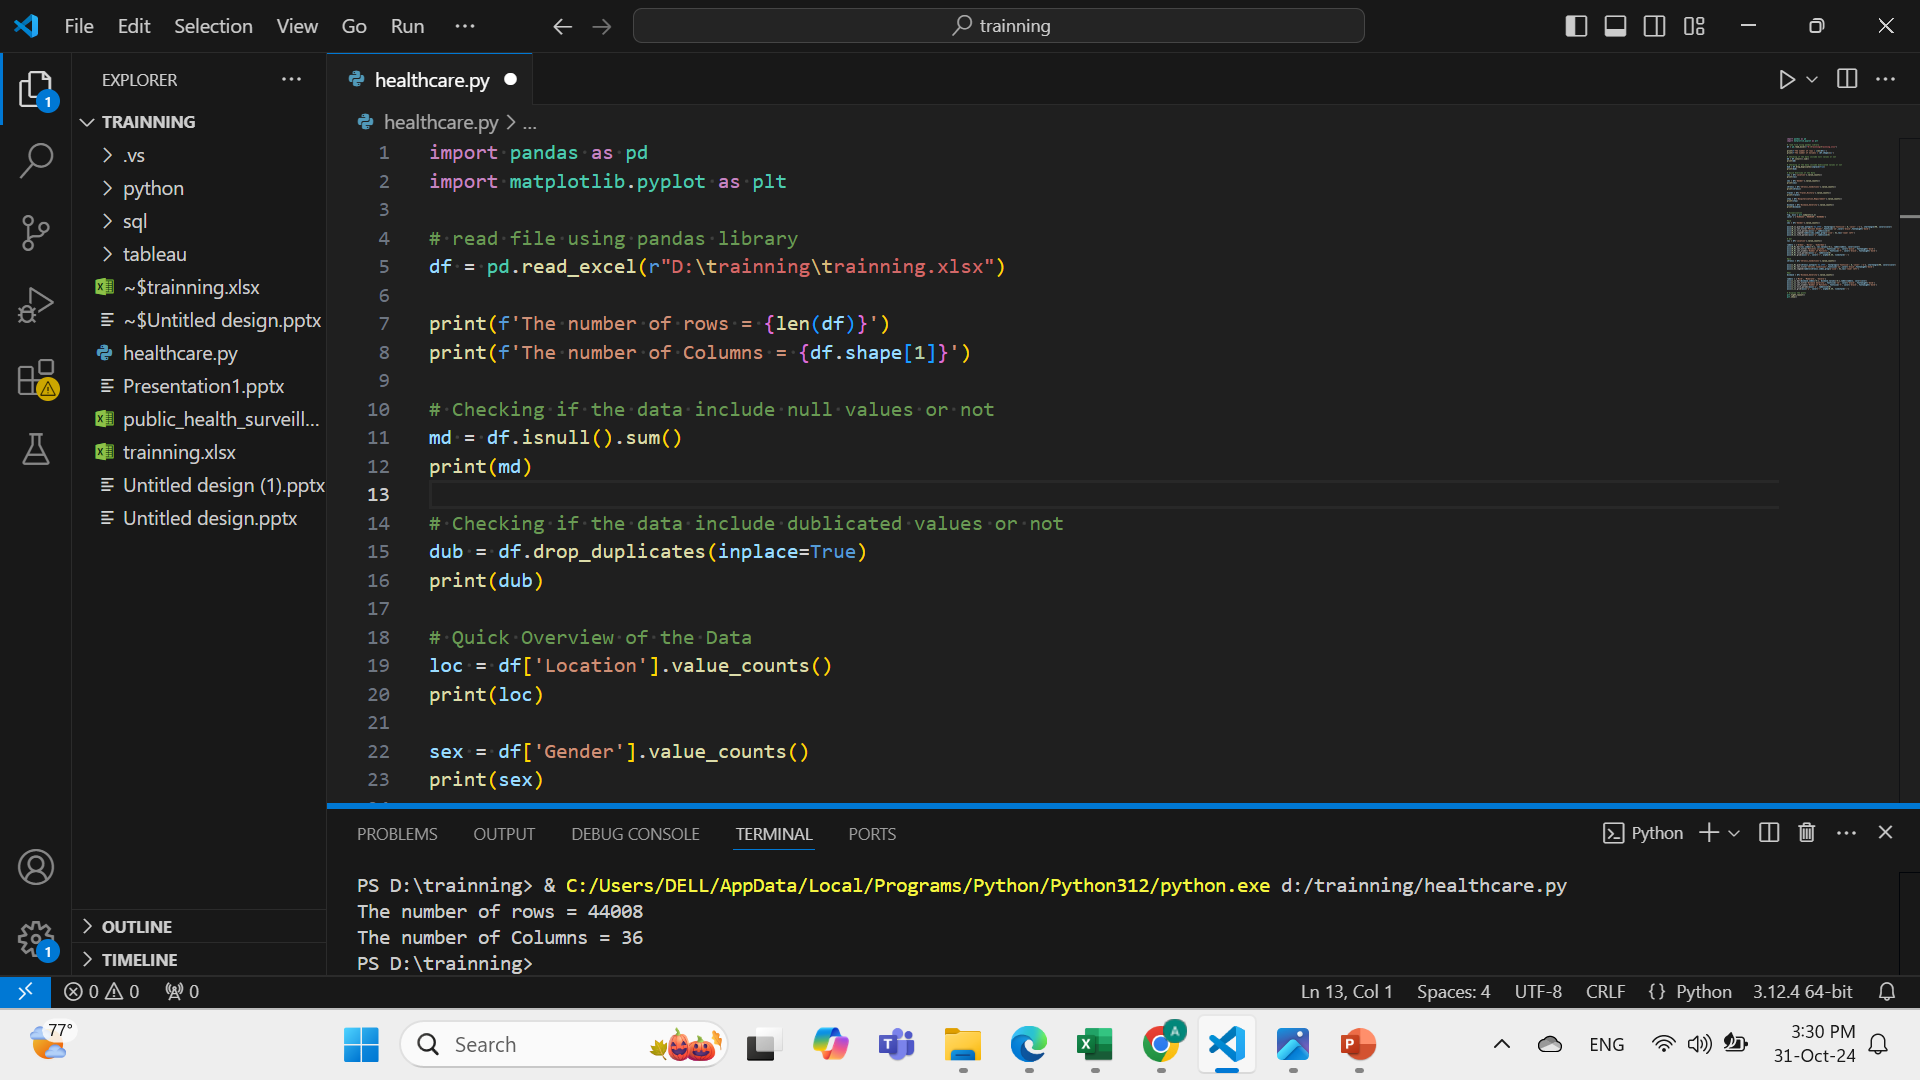 File Edit Selection View Go Run ···
trainning
EXPLORER
TRAINNING
.vs
python
sql
tableau
~$trainning.xlsx
~$Untitled design.pptx
healthcare.py
Presentation1.pptx
public_health_surveill...
trainning.xlsx
Untitled design (1).pptx
Untitled design.pptx
OUTLINE
TIMELINE
1
1
healthcare.py
healthcare.py > ...
1 import pandas as pd
2 import matplotlib.pyplot as plt
3
4 # read file using pandas library
5 df = pd.read_excel(r"D:\trainning\trainning.xlsx")
6
7 print(f'The number of rows = {len(df)}')
8 print(f'The number of Columns = {df.shape[1]}')
9
10 # Checking if the data include null values or not
11 md = df.isnull().sum()
12 print(md)
13
14 # Checking if the data include dublicated values or not
15 dub = df.drop_duplicates(inplace=True)
16 print(dub)
17
18 # Quick Overview of the Data
19 loc = df['Location'].value_counts()
20 print(loc)
21
22 sex = df['Gender'].value_counts()
23 print(sex)
PROBLEMS OUTPUT DEBUG CONSOLE TERMINAL PORTS
Python
PS D:\trainning> & C:/Users/DELL/AppData/Local/Programs/Python/Python312/python.exe d:/trainning/healthcare.py
The number of rows = 44008
The number of Columns = 36
PS D:\trainning>
0 0 0
Ln 13, Col 1 Spaces: 4 UTF-8 CRLF {} Python 3.12.4 64-bit
77°
Search
A
ENG
3:30 PM
31-Oct-24